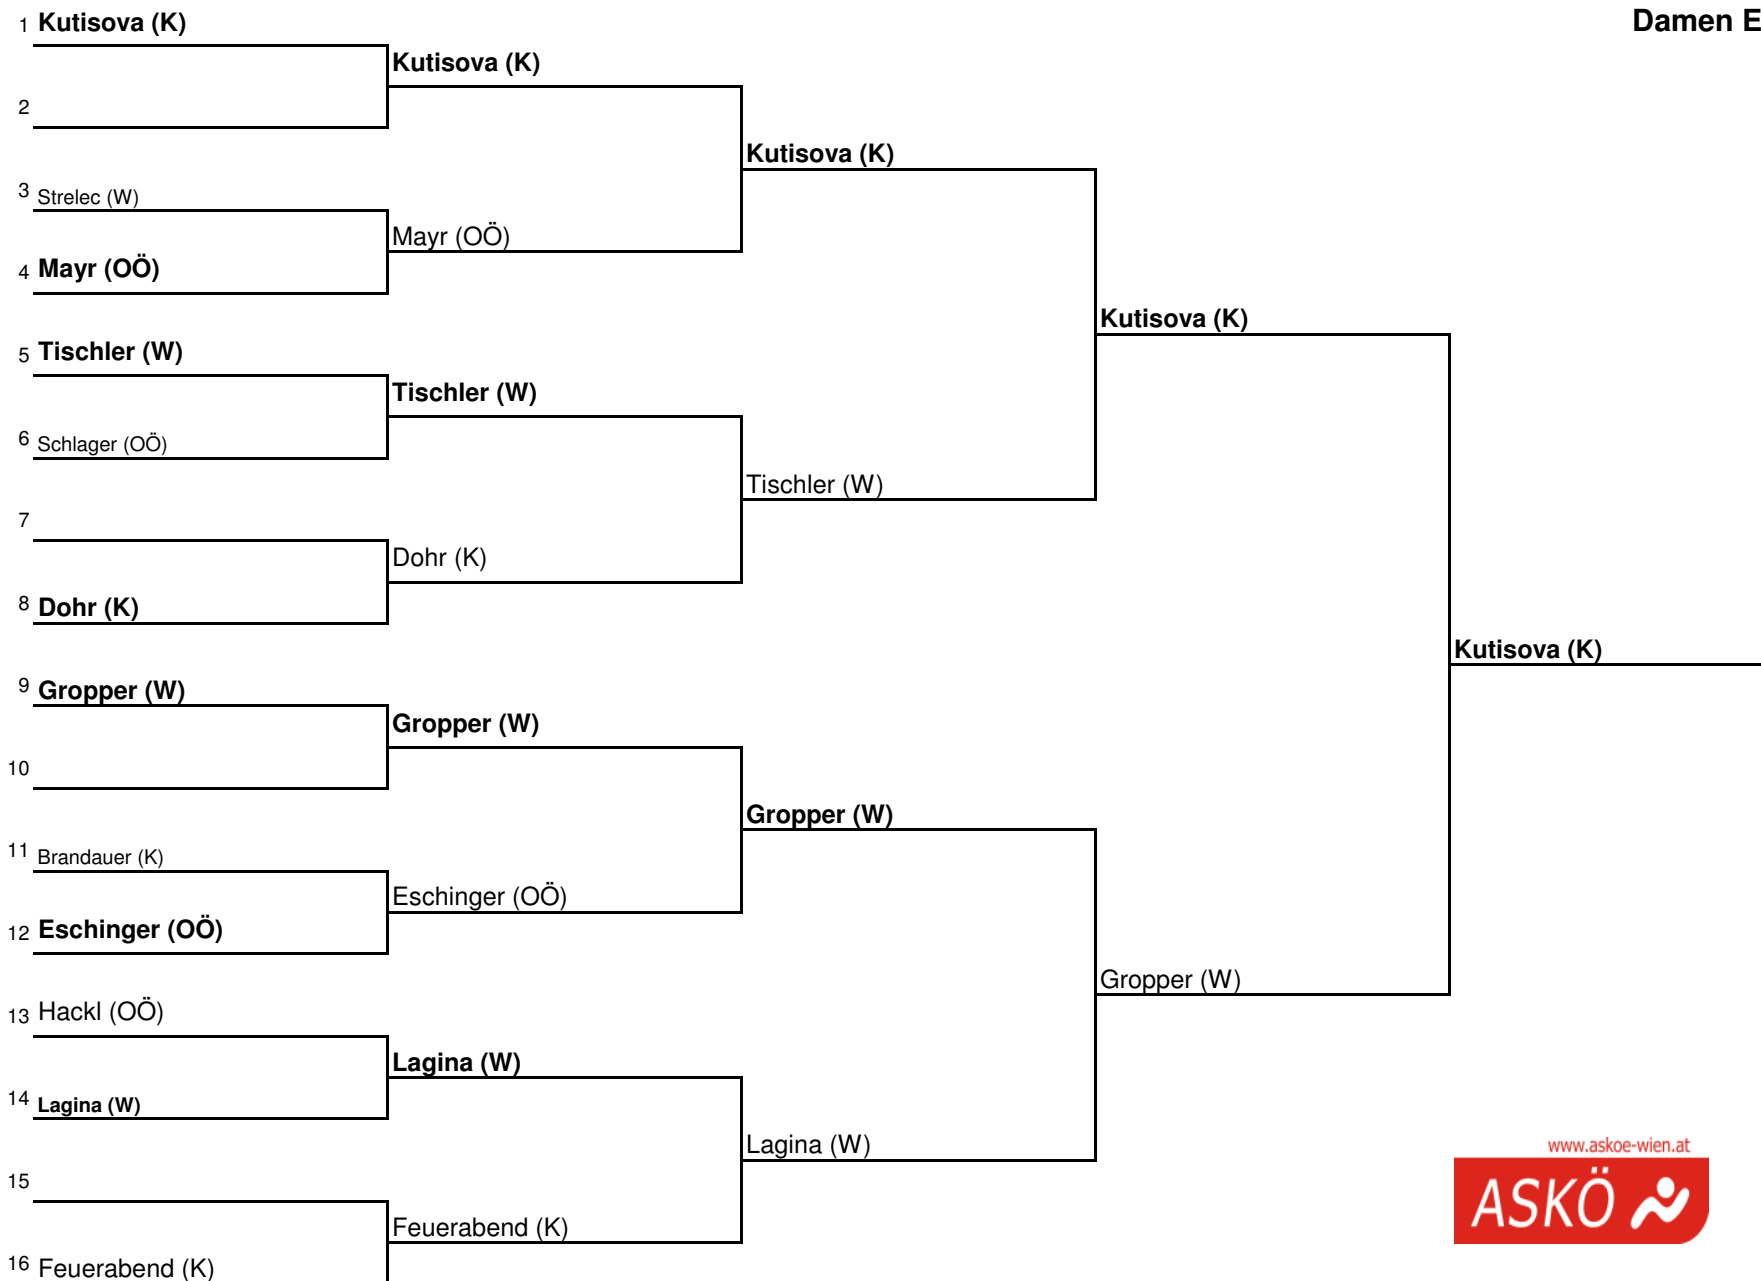 Damen E
1 Kutisova (K)
Kutisova (K)
2
Kutisova (K)
3 Strelec (W)
Mayr (OÖ)
4 Mayr (OÖ)
Kutisova (K)
5 Tischler (W)
Tischler (W)
6 Schlager (OÖ)
Tischler (W)
7
Dohr (K)
8 Dohr (K)
Kutisova (K)
9 Gropper (W)
Gropper (W)
10
Gropper (W)
11 Brandauer (K)
Eschinger (OÖ)
12 Eschinger (OÖ)
Gropper (W)
13 Hackl (OÖ)
Lagina (W)
14 Lagina (W)
Lagina (W)
15
Feuerabend (K)
16 Feuerabend (K)
www.askoe-wien.at
ASKÖ